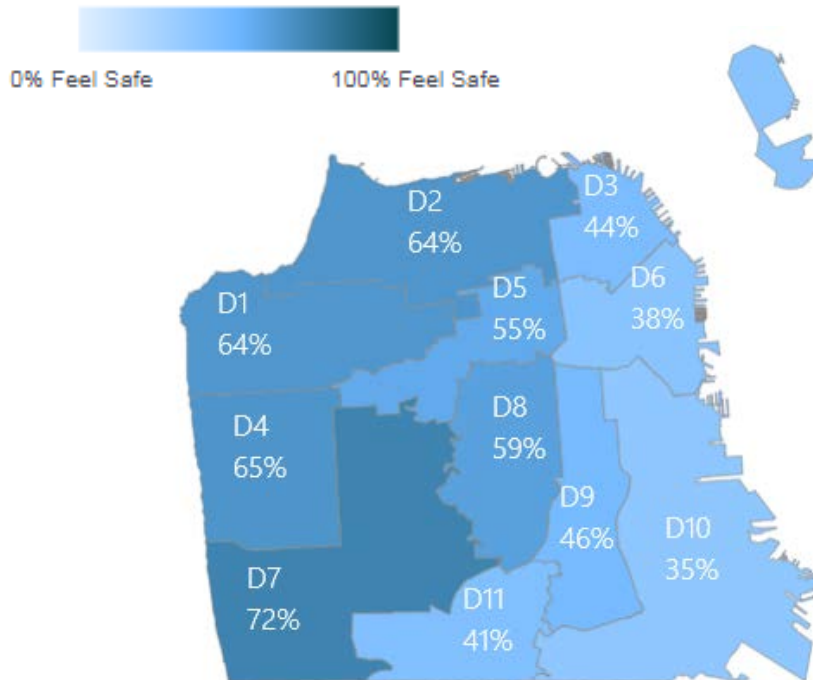 0% Feel Safe
100% Feel Safe
D2
64%
D3
44%
D1
64%
D5
55%
D6
38%
D4
65%
D8
59%
D9
46%
D10
35%
D7
72%
D11
41%